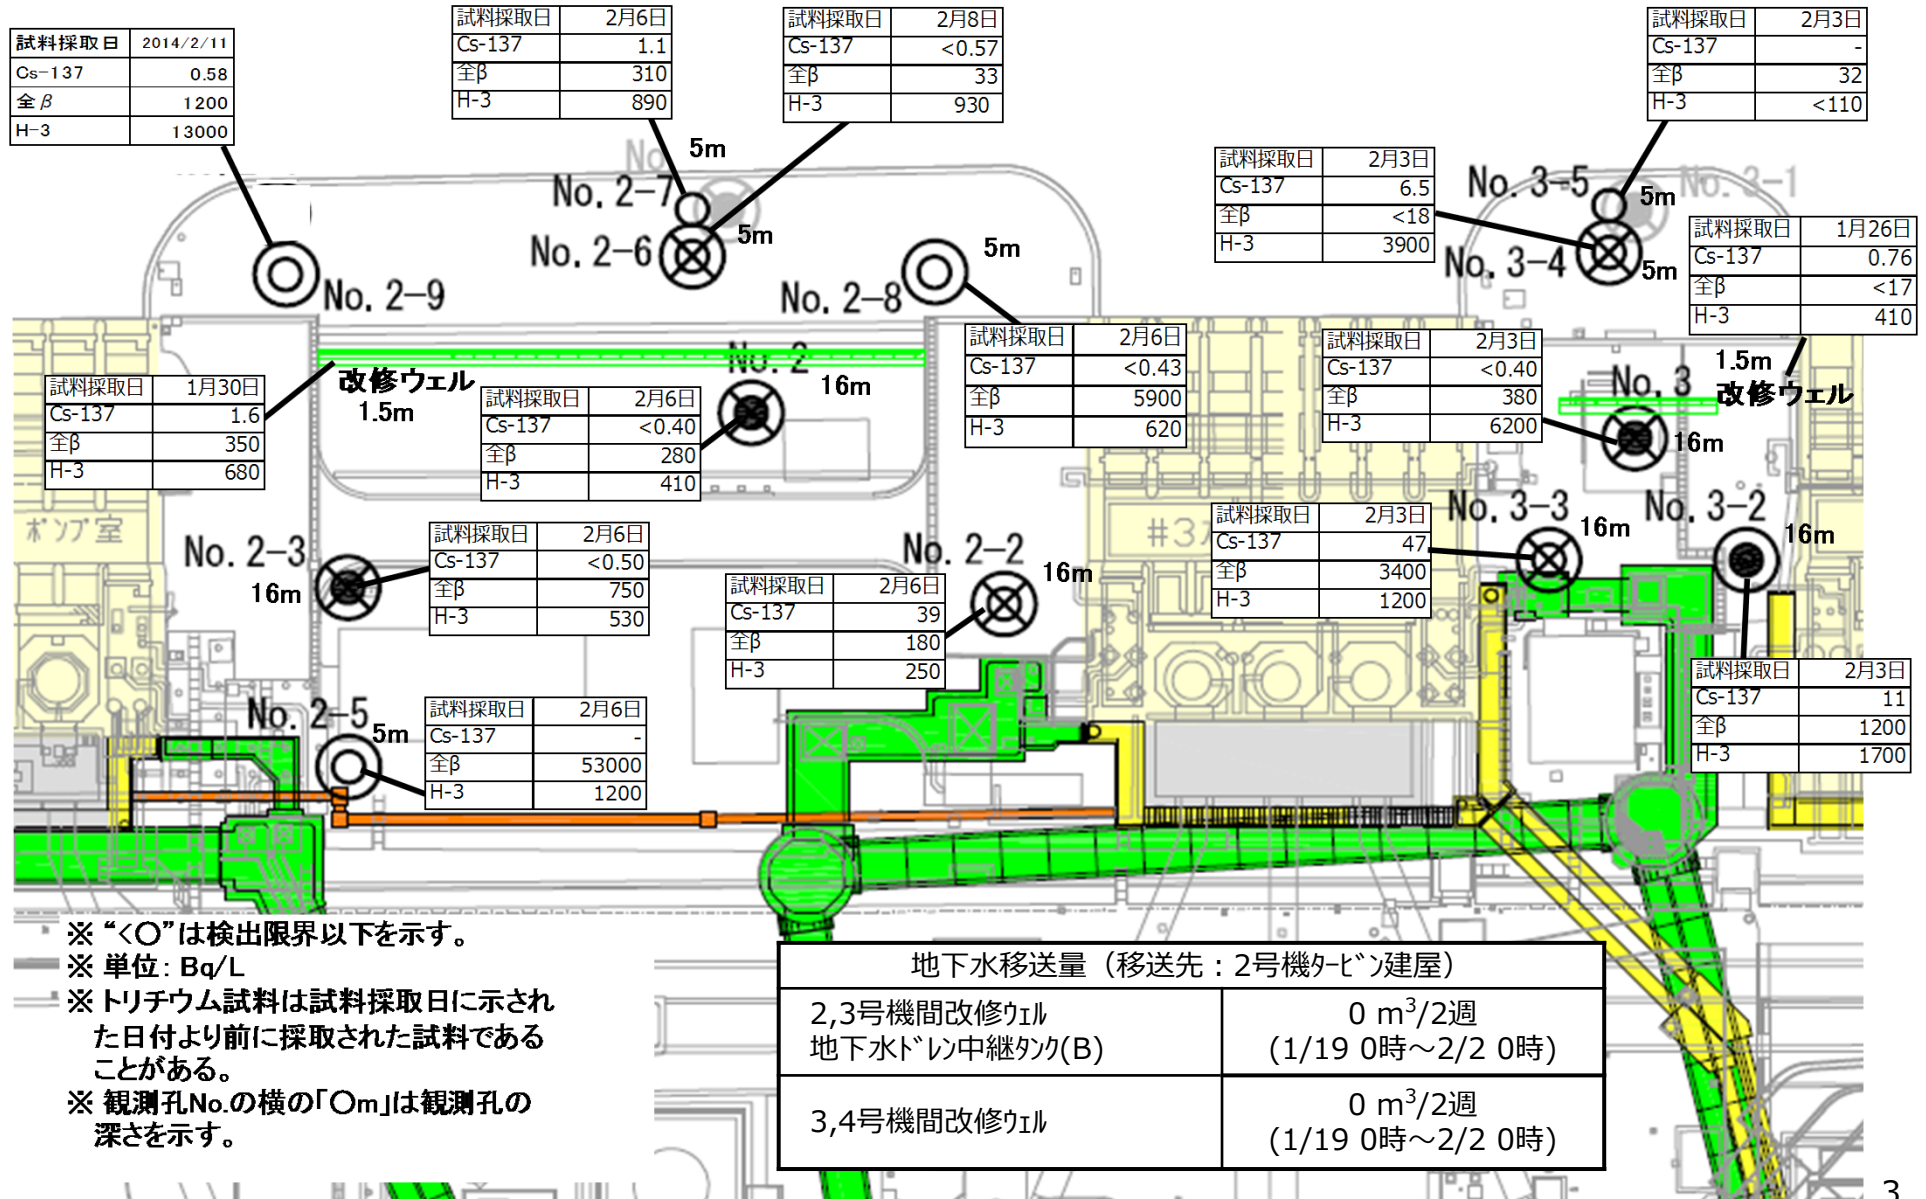 試料採取日 2014/2/11
Cs-137 0.58
全β 1200
H-3 13000
試料採取日 2月6日
Cs-137 1.1
全β 310
H-3 890
試料採取日 2月8日
Cs-137 <0.57
全β 33
H-3 930
試料採取日 2月3日
Cs-137 -
全β 32
H-3 <110
試料採取日 2月3日
Cs-137 6.5
全β <18
H-3 3900
試料採取日 1月26日
Cs-137 0.76
全β <17
H-3 410
No
5m
No. 2-7
5m
No. 2-6
No. 2-9
No. 2-8
5m
No. 3-5
5m
No. 3-1
No. 3-4
5m
試料採取日 1月30日
Cs-137 1.6
全β 350
H-3 680
改修ウェル
1.5m
No. 2
16m
試料採取日 2月6日
Cs-137 <0.40
全β 280
H-3 410
試料採取日 2月6日
Cs-137 <0.43
全β 5900
H-3 620
試料採取日 2月3日
Cs-137 <0.40
全β 380
H-3 6200
1.5m
改修ウェル
No. 3
16m
ポンプ室
No. 2-3
16m
試料採取日 2月6日
Cs-137 <0.50
全β 750
H-3 530
No. 2-2
16m
試料採取日 2月6日
Cs-137 39
全β 180
H-3 250
#3
試料採取日 2月3日
Cs-137 47
全β 3400
H-3 1200
No. 3-3
16m
No. 3-2
16m
試料採取日 2月3日
Cs-137 11
全β 1200
H-3 1700
No. 2-5
5m
試料採取日 2月6日
Cs-137 -
全β 53000
H-3 1200
※ “<○”は検出限界以下を示す。
※ 単位: Bq/L
※ トリチウム試料は試料採取日に示され
た日付より前に採取された試料である
ことがある。
※ 観測孔No.の横の「○m」は観測孔の
深さを示す。
地下水移送量（移送先：2号機ﾀｰﾋﾞﾝ建屋）
2,3号機間改修ｳｪﾙ
地下水ﾄﾞﾚﾝ中継ﾀﾝｸ(B)
0 m³/2週
(1/19 0時～2/2 0時)
3,4号機間改修ｳｪﾙ
0 m³/2週
(1/19 0時～2/2 0時)
3